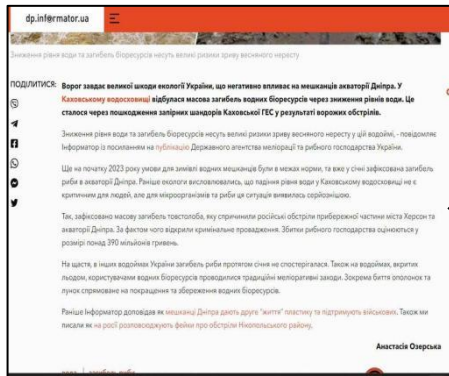 dp.inførmator.ua
Зниження рівня води та загибель біоресурсів несуть великі ризики зриву весняного нересту
ПОДІЛИТИСЯ:
Ворог завдає великої шкоди екології України, що негативно впливає на мешканців акваторії Дніпра. У
Каховському водосховищі відбулася масова загибель водних біоресурсів через зниження рівнів води. Це
сталося через пошкодження запірних шандорів Каховської ГЕС у результаті ворожих обстрілів.
Зниження рівня води та загибель біоресурсів несуть великі ризики зриву весняного нересту у цій водоймі, - повідомляє
Інформатор із посиланням на публікацію Державного агентства меліорації та рибного господарства України.
Ще на початку 2023 року умови для зимівлі водних мешканців були в межах норми, та вже у січні зафіксована загибель
риби в акваторії Дніпра. Раніше екологи висловлювались, що падіння рівня води у Каховському водосховищі не є
критичним для людей, але для мікроорганізмів та риби ця ситуація виявилась серйознішою.
Так, зафіксовано масову загибель товстолоба, яку спричинили російські обстріли прибережної частини міста Херсон та
акваторії Дніпра. За фактом чого відкрили кримінальне провадження. Збитки рибного господарства оцінюються у
розмірі понад 390 мільйонів гривень.
На щастя, в інших водоймах України загибель риби протягом січня не спостерігалася. Також на водоймах, вкритих
льодом, користувачами водних біоресурсів проводилися традиційні меліоративні заходи. Зокрема биття ополонок та
лунок спрямоване на покращення та збереження водних біоресурсів.
Раніше Інформатор доповідав як мешканці Дніпра дають друге "життя" пластику та підтримують військових. Також ми
писали як на росії розповсюджують фейки про обстріли Нікопольського району.
Анастасія Озерська